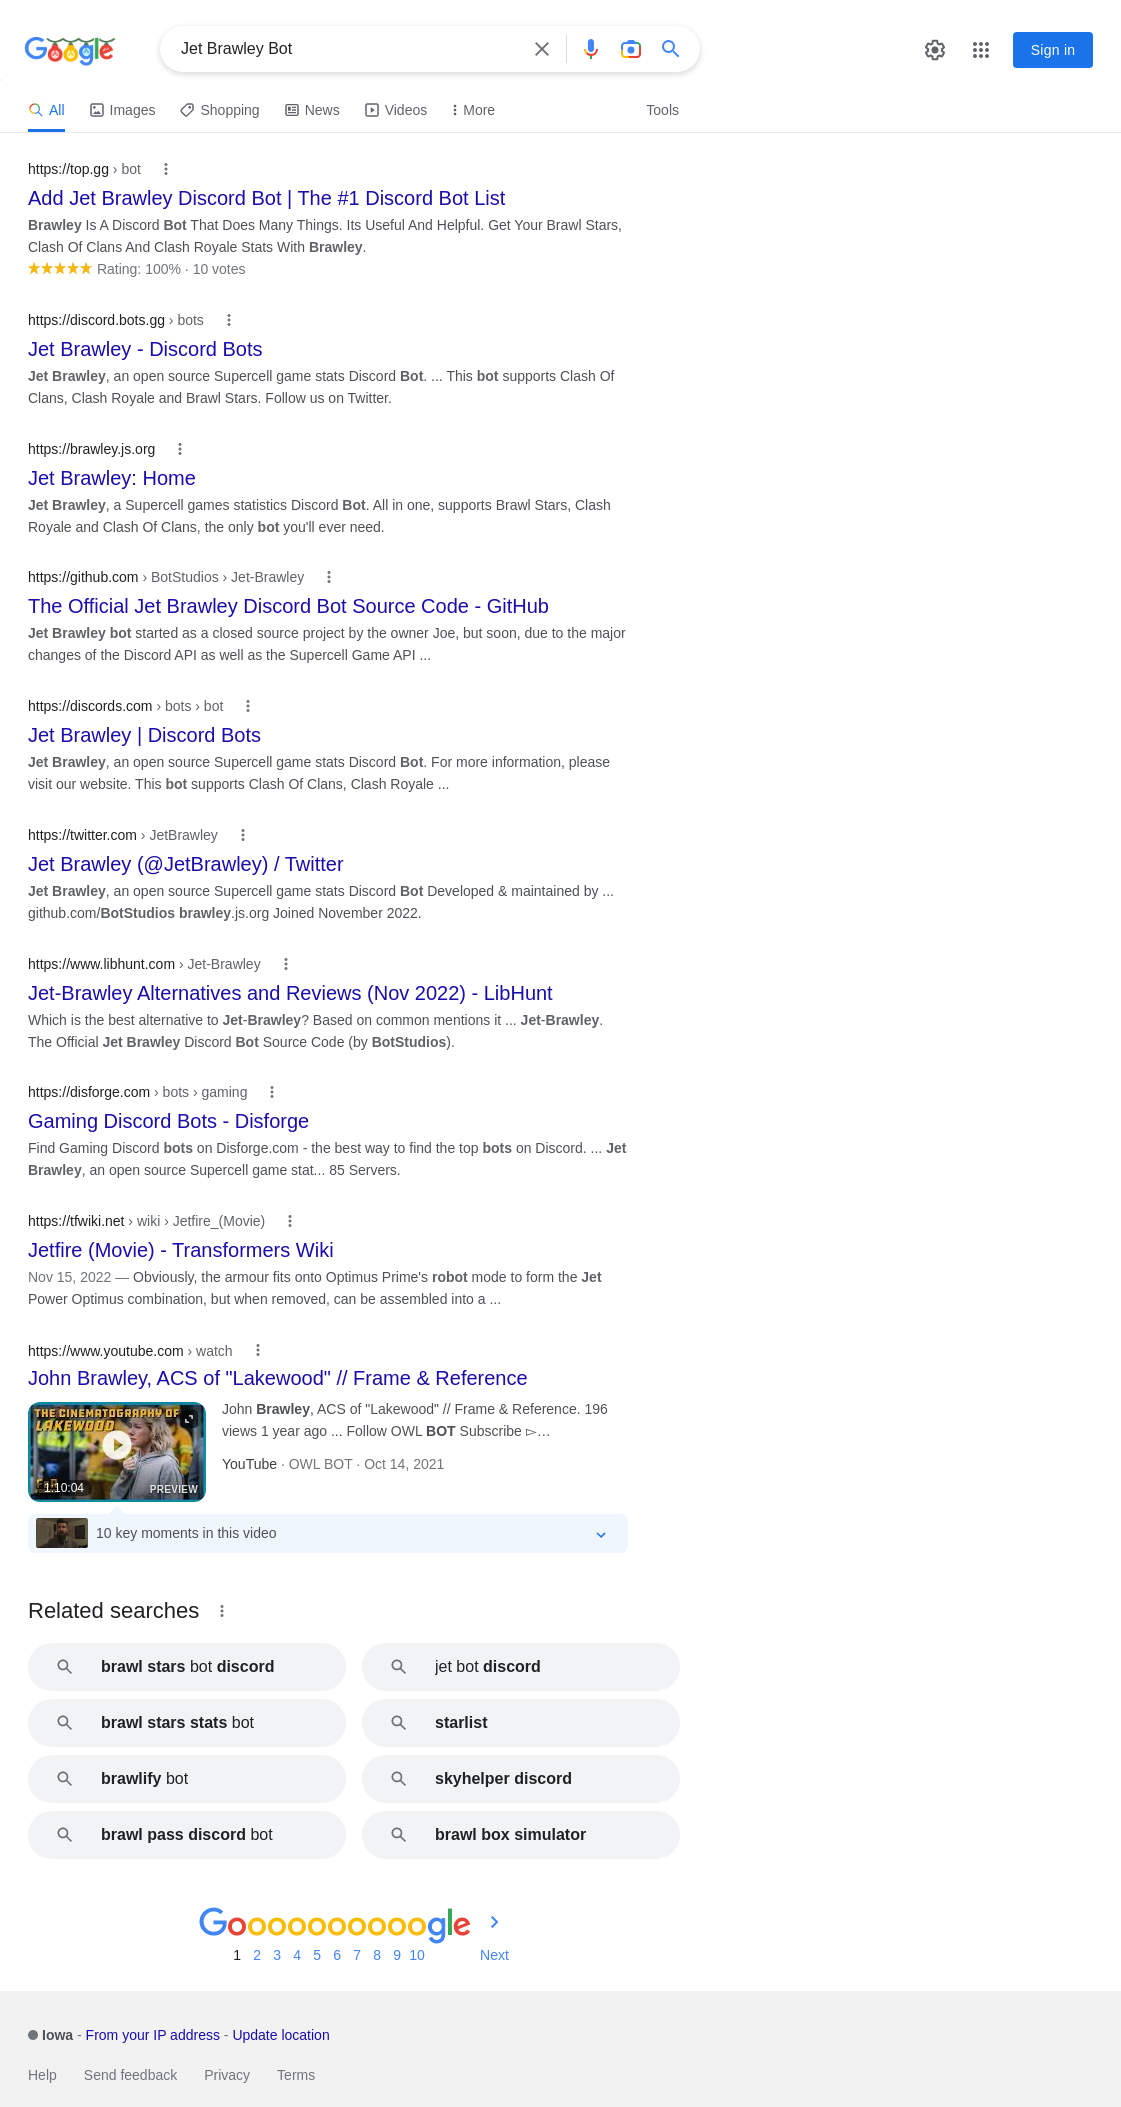 Google
Jet Brawley Bot
Sign in
All Images Shopping News Videos More Tools
https://top.gg › bot
Add Jet Brawley Discord Bot | The #1 Discord Bot List
Brawley Is A Discord Bot That Does Many Things. Its Useful And Helpful. Get Your Brawl Stars,
Clash Of Clans And Clash Royale Stats With Brawley.
Rating: 100% · 10 votes
https://discord.bots.gg › bots
Jet Brawley - Discord Bots
Jet Brawley, an open source Supercell game stats Discord Bot. ... This bot supports Clash Of
Clans, Clash Royale and Brawl Stars. Follow us on Twitter.
https://brawley.js.org
Jet Brawley: Home
Jet Brawley, a Supercell games statistics Discord Bot. All in one, supports Brawl Stars, Clash
Royale and Clash Of Clans, the only bot you'll ever need.
https://github.com › BotStudios › Jet-Brawley
The Official Jet Brawley Discord Bot Source Code - GitHub
Jet Brawley bot started as a closed source project by the owner Joe, but soon, due to the major
changes of the Discord API as well as the Supercell Game API ...
https://discords.com › bots › bot
Jet Brawley | Discord Bots
Jet Brawley, an open source Supercell game stats Discord Bot. For more information, please
visit our website. This bot supports Clash Of Clans, Clash Royale ...
https://twitter.com › JetBrawley
Jet Brawley (@JetBrawley) / Twitter
Jet Brawley, an open source Supercell game stats Discord Bot Developed & maintained by ...
github.com/BotStudios brawley.js.org Joined November 2022.
https://www.libhunt.com › Jet-Brawley
Jet-Brawley Alternatives and Reviews (Nov 2022) - LibHunt
Which is the best alternative to Jet-Brawley? Based on common mentions it ... Jet-Brawley.
The Official Jet Brawley Discord Bot Source Code (by BotStudios).
https://disforge.com › bots › gaming
Gaming Discord Bots - Disforge
Find Gaming Discord bots on Disforge.com - the best way to find the top bots on Discord. ... Jet
Brawley, an open source Supercell game stat... 85 Servers.
https://tfwiki.net › wiki › Jetfire_(Movie)
Jetfire (Movie) - Transformers Wiki
Nov 15, 2022 — Obviously, the armour fits onto Optimus Prime's robot mode to form the Jet
Power Optimus combination, but when removed, can be assembled into a ...
https://www.youtube.com › watch
John Brawley, ACS of "Lakewood" // Frame & Reference
THE CINEMATOGRAPHY OF
LAKEWOOD
1:10:04 PREVIEW
John Brawley, ACS of "Lakewood" // Frame & Reference. 196
views 1 year ago ... Follow OWL BOT Subscribe ▻…
YouTube · OWL BOT · Oct 14, 2021
10 key moments in this video
Related searches
brawl stars bot discord
jet bot discord
brawl stars stats bot
starlist
brawlify bot
skyhelper discord
brawl pass discord bot
brawl box simulator
Goooooooooogle
1 2 3 4 5 6 7 8 9 10 Next
Iowa - From your IP address - Update location
Help Send feedback Privacy Terms